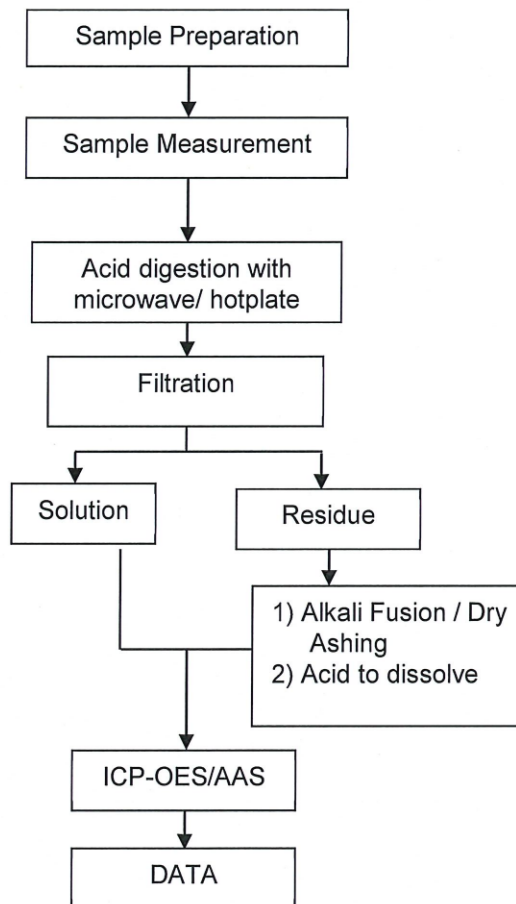 Sample Preparation
Sample Measurement
Acid digestion with
microwave/ hotplate
Filtration
Solution
Residue
1) Alkali Fusion / Dry
Ashing
2) Acid to dissolve
ICP-OES/AAS
DATA